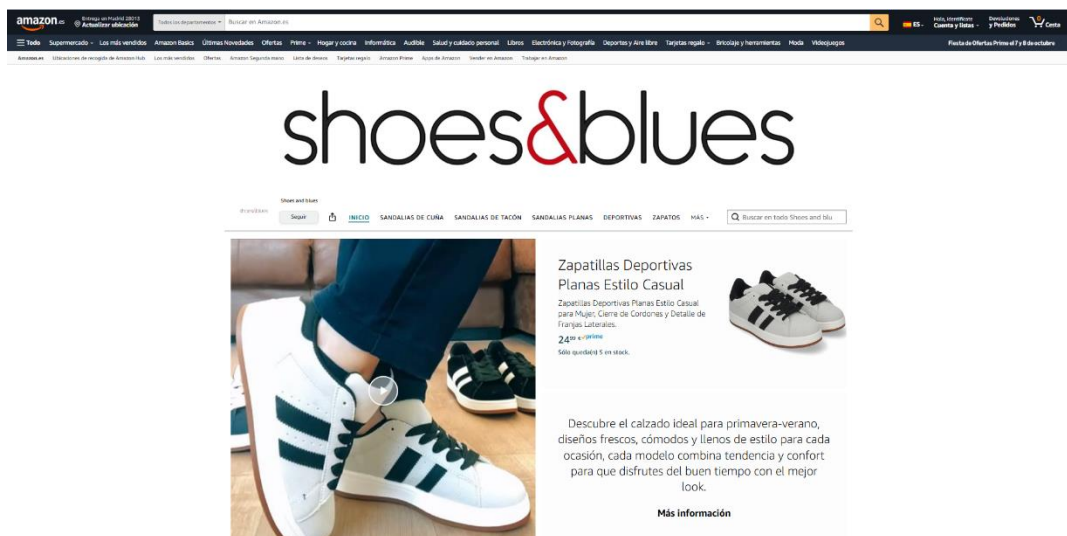 amazon.es
Entrega en Madrid 28013
Actualizar ubicación
Todos los departamentos
Buscar en Amazon.es
ES
Hola, identifícate
Cuenta y listas
Devoluciones
y Pedidos
0
Cesta
Todo Supermercado Los más vendidos Amazon Basics Últimas Novedades Ofertas Prime Hogar y cocina Informática Audible Salud y cuidado personal Libros Electrónica y Fotografía Deportes y Aire libre Tarjetas regalo Bricolaje y herramientas Moda Videojuegos
Fiesta de Ofertas Prime el 7 y 8 de octubre
Amazon.es Ubicaciones de recogida de Amazon Hub Los más vendidos Ofertas Amazon Segunda mano Lista de deseos Tarjetas regalo Amazon Prime Apps de Amazon Vender en Amazon Trabajar en Amazon
shoes&blues
Shoes and blues
shoes&blues
Seguir
INICIO SANDALIAS DE CUÑA SANDALIAS DE TACÓN SANDALIAS PLANAS DEPORTIVAS ZAPATOS MÁS
Buscar en todo Shoes and blu
Zapatillas Deportivas
Planas Estilo Casual
Zapatillas Deportivas Planas Estilo Casual
para Mujer, Cierre de Cordones y Detalle de
Franjas Laterales.
24 € prime
Sólo queda(n) 5 en stock.
Descubre el calzado ideal para primavera-verano,
diseños frescos, cómodos y llenos de estilo para cada
ocasión, cada modelo combina tendencia y confort
para que disfrutes del buen tiempo con el mejor
look.
Más información